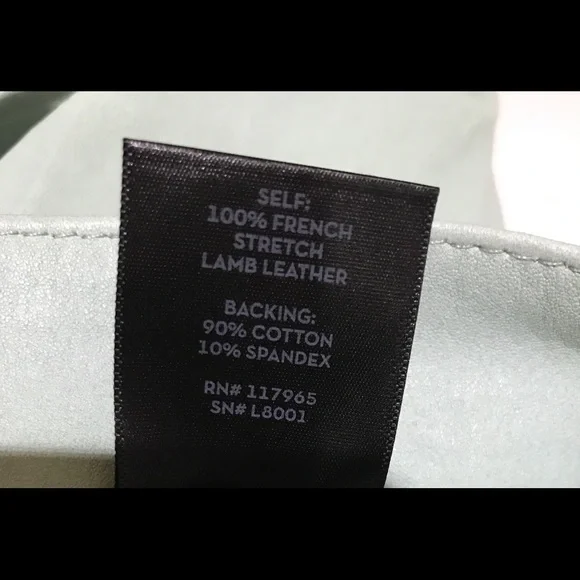 SELF:
100% FRENCH
STRETCH
LAMB LEATHER
BACKING:
90% COTTON
10% SPANDEX
RN# 117965
SN# L8001